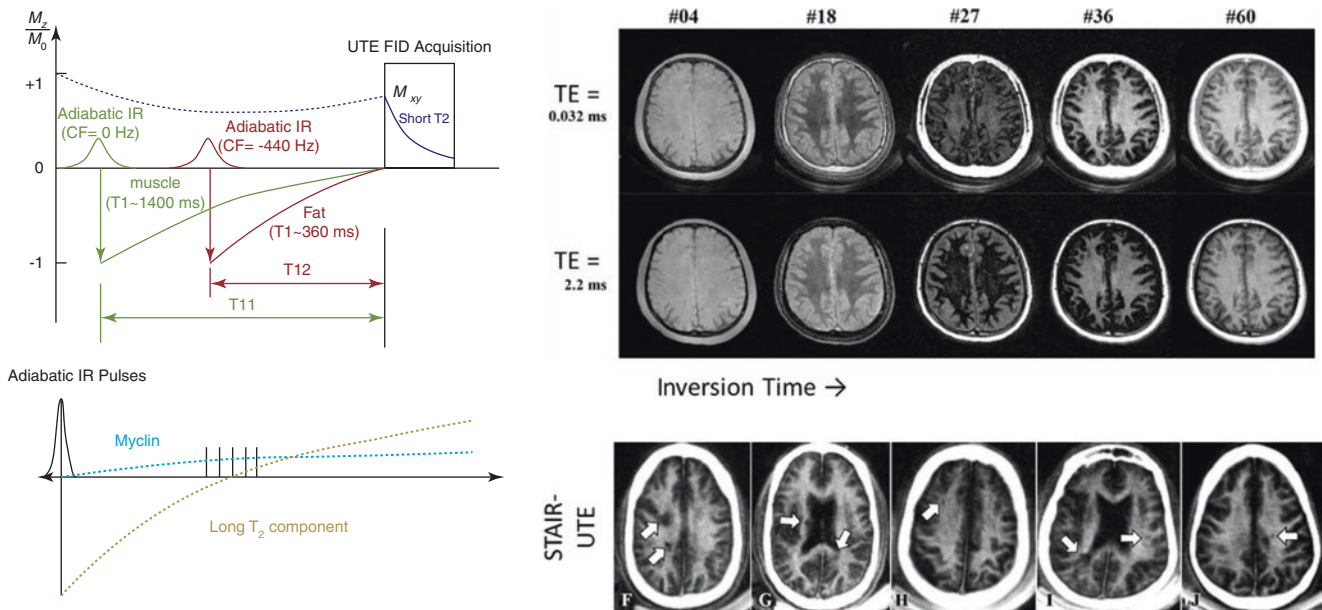 M_z
M_0
UTE FID Acquisition
+1
Adiabatic IR
(CF= 0 Hz)
Adiabatic IR
(CF= -440 Hz)
M_xy
Short T2
0
muscle
(T1~1400 ms)
Fat
(T1~360 ms)
-1
T12
T11
Adiabatic IR Pulses
Myclin
Long T₂ component
#04 #18 #27 #36 #60
TE =
0.032 ms
TE =
2.2 ms
Inversion Time →
STAIR-
UTE
F G H I J